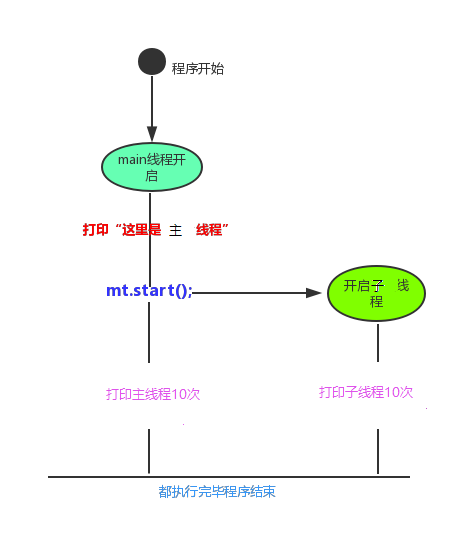 程序开始
main线程开
启
打印“这里是 主 线程”
mt.start();
开启子 线
程
打印主线程10次
打印子线程10次
都执行完毕程序结束